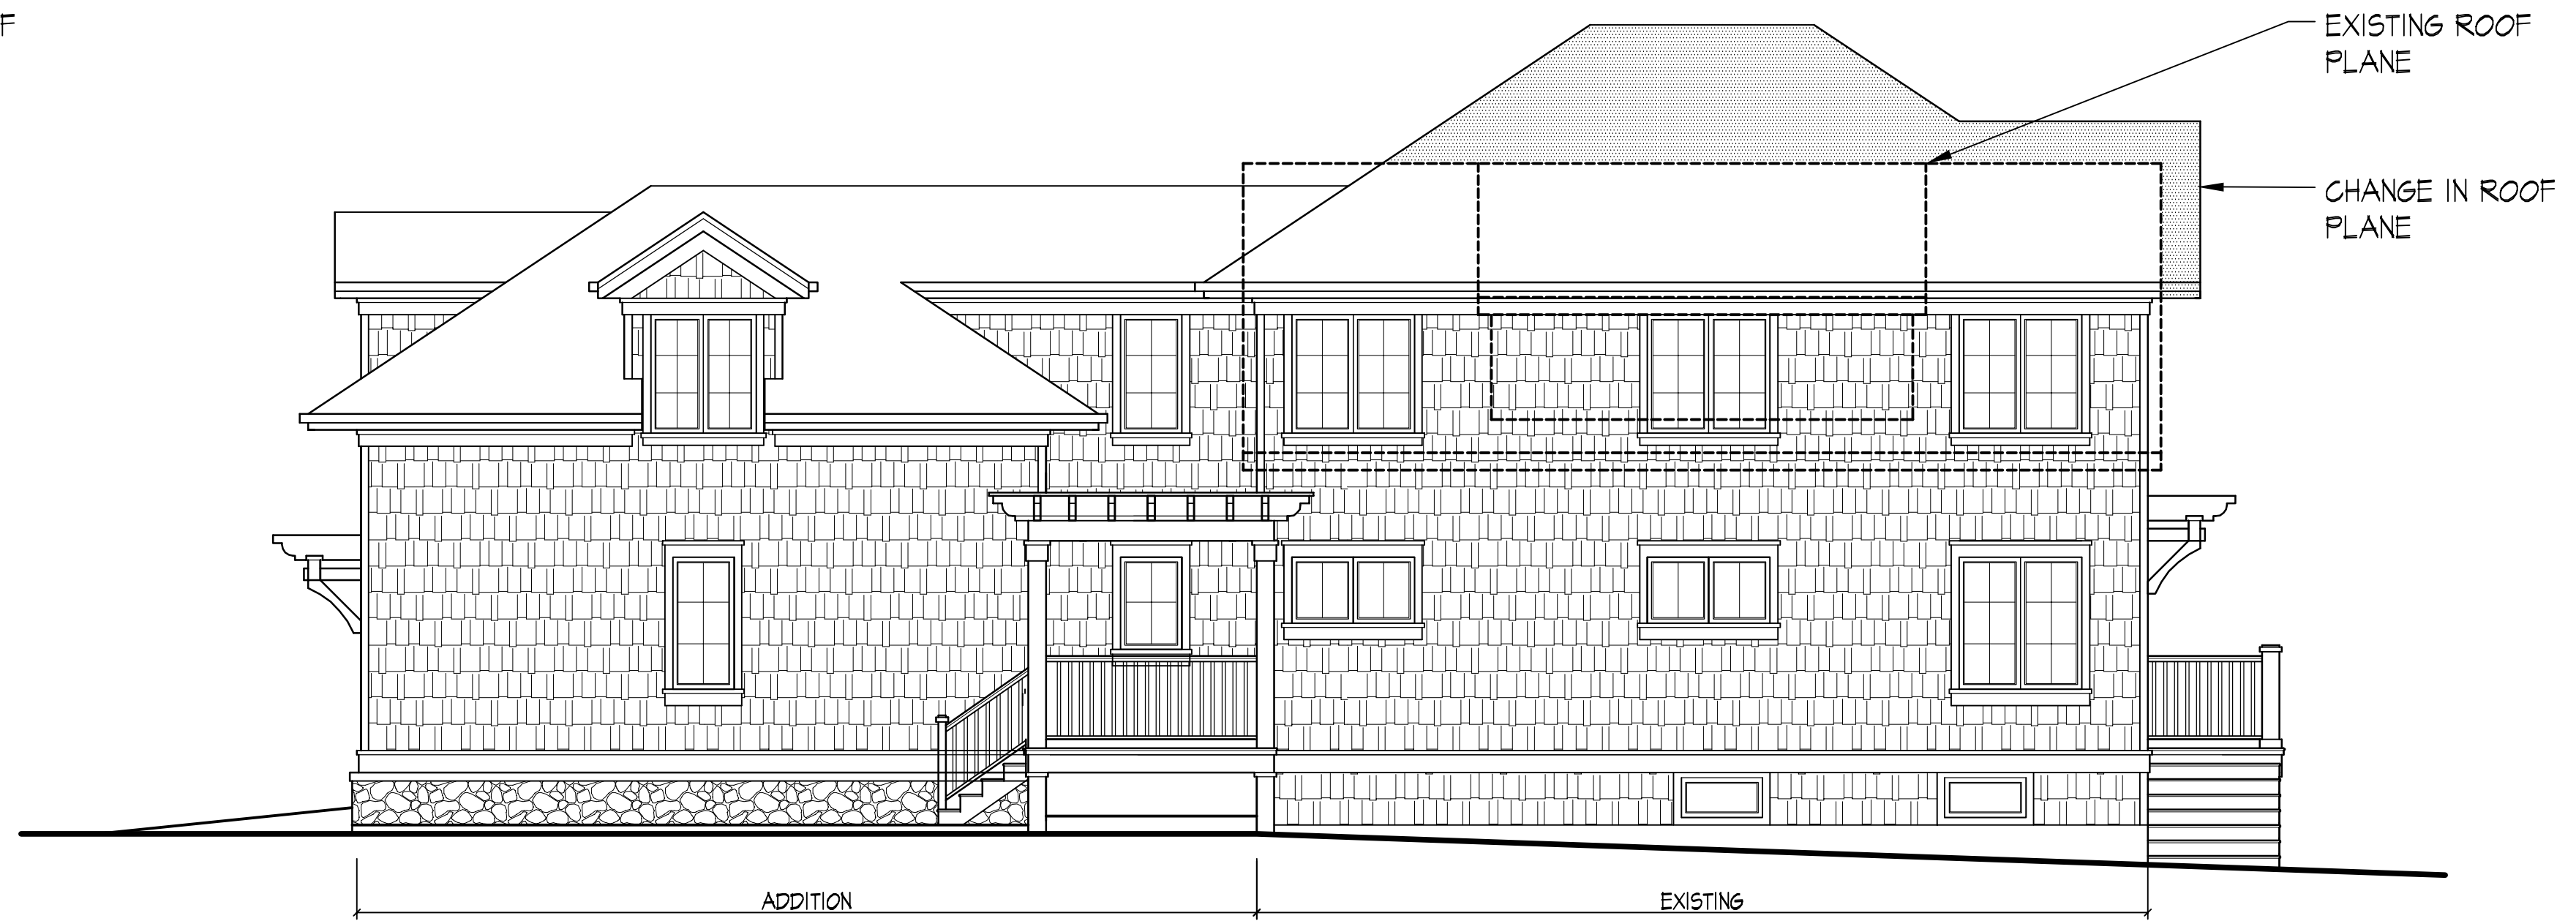 F
EXISTING ROOF
PLANE
CHANGE IN ROOF
PLANE
ADDITION
EXISTING